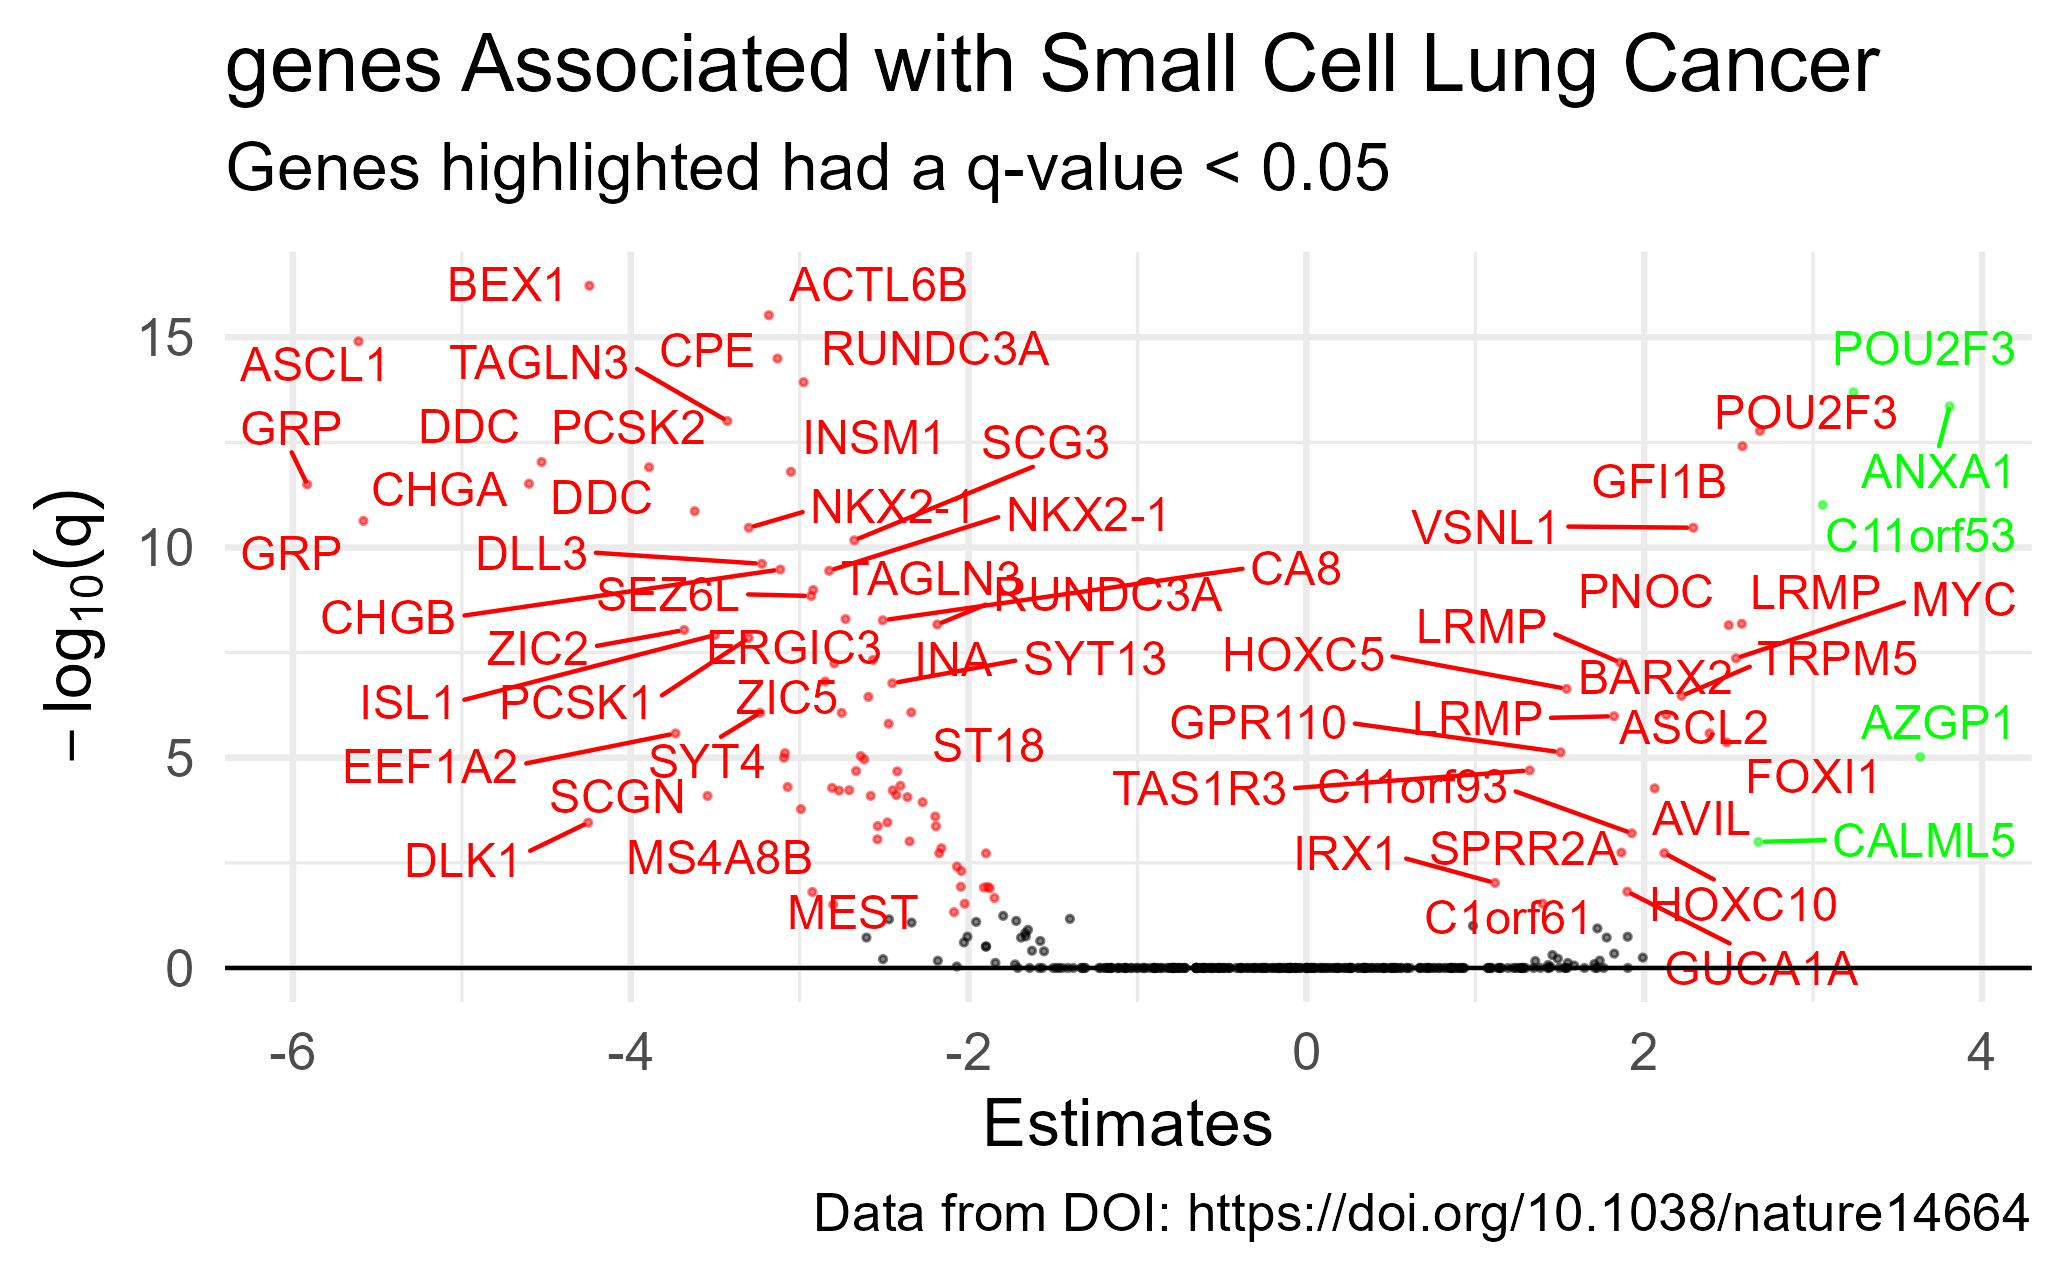 genes Associated with Small Cell Lung Cancer
Genes highlighted had a q-value < 0.05
BEX1
ACTL6B
ASCL1
TAGLN3
CPE
RUNDC3A
POU2F3
GRP
DDC
PCSK2
INSM1
SCG3
POU2F3
ANXA1
CHGA
DDC
NKX2-1
NKX2-1
GFI1B
VSNL1
C11orf53
GRP
DLL3
TAGLN3
CA8
SEZ6L
RUNDC3A
PNOC
LRMP
MYC
CHGB
ZIC2
ERGIC3
INA
SYT13
HOXC5
LRMP
BARX2
TRPM5
ISL1
PCSK1
ZIC5
GPR110
LRMP
ASCL2
AZGP1
EEF1A2
SYT4
ST18
SCGN
TAS1R3
C11orf93
FOXI1
AVIL
DLK1
MS4A8B
IRX1
SPRR2A
CALML5
MEST
C1orf61
HOXC10
GUCA1A
15
10
5
0
− log10(q)
-6 -4 -2 0 2 4
Estimates
Data from DOI: https://doi.org/10.1038/nature14664